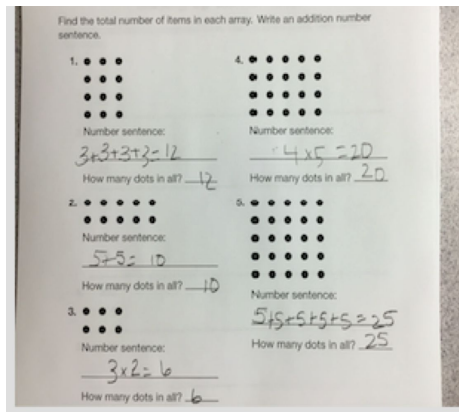 Find the total number of items in each array. Write an addition number
sentence.
1.
Number sentence:
3+3+3+3=12
How many dots in all? 12
2.
Number sentence:
5+5= 10
How many dots in all? 10
3.
Number sentence:
3x2=6
How many dots in all? 6
4.
Number sentence:
4x5 =20
How many dots in all? 20
5.
Number sentence:
5+5+5+5+5=25
How many dots in all? 25